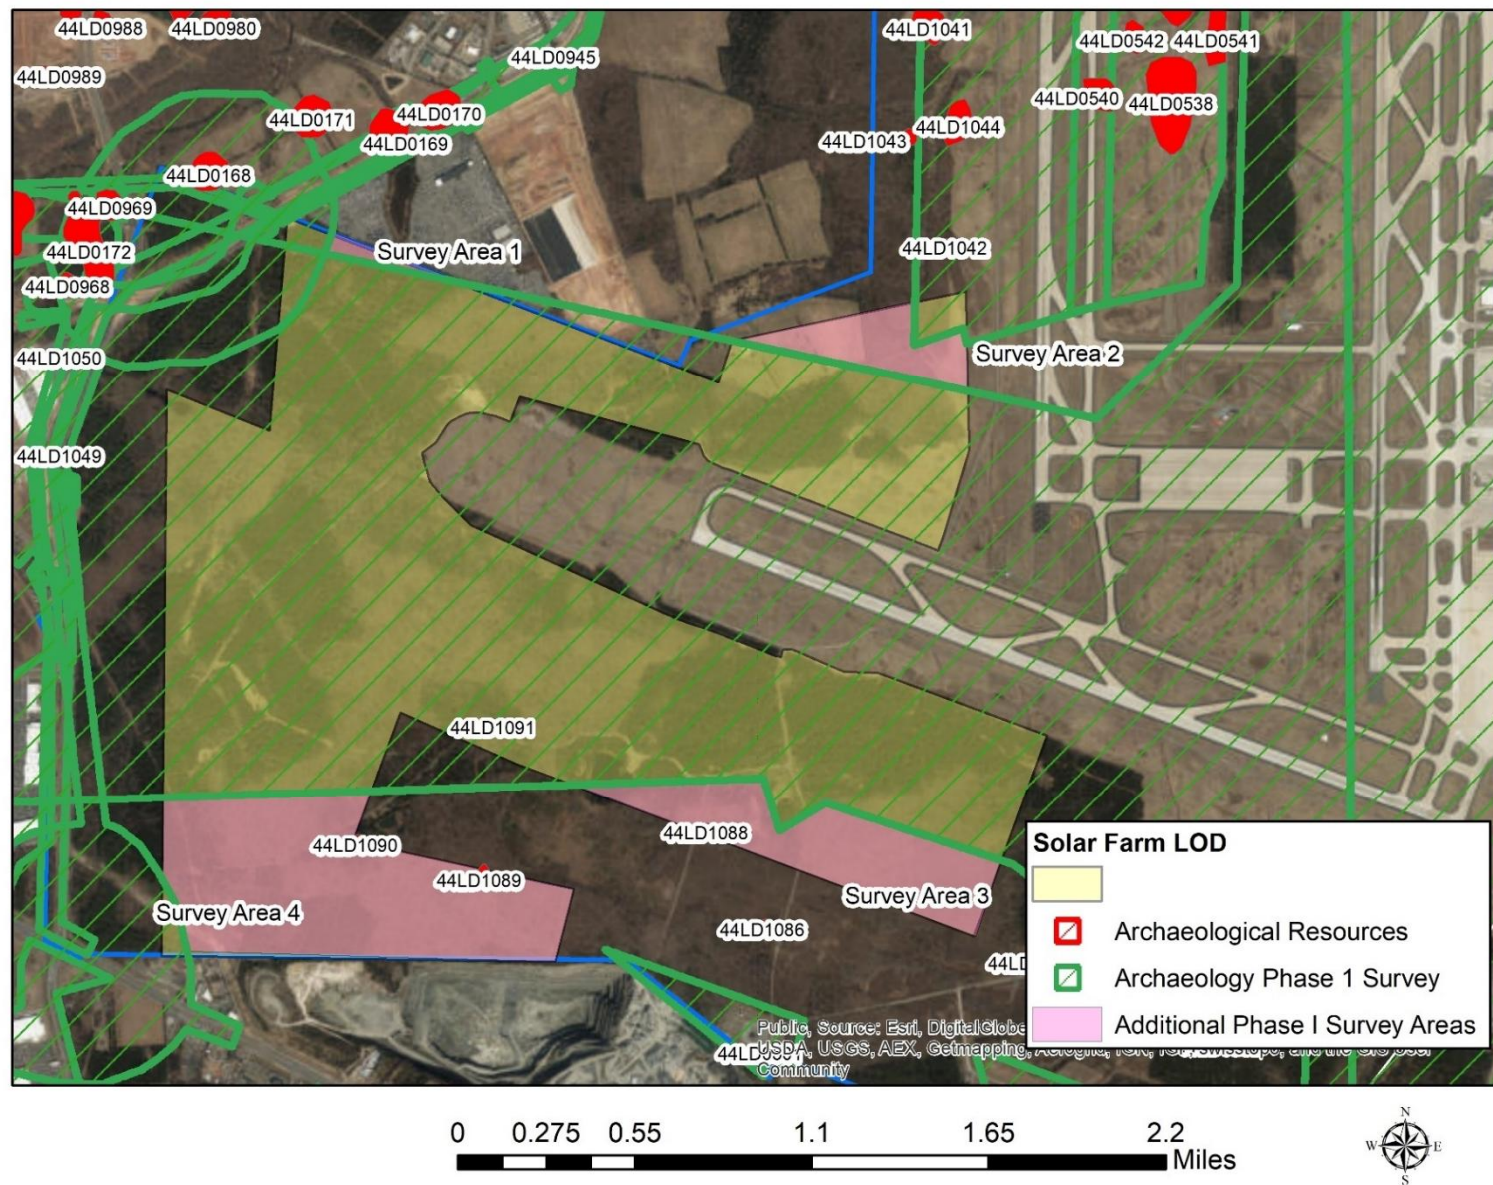 44LD0988
44LD0980
44LD0989
44LD0945
44LD1041
44LD0542
44LD0541
44LD0171
44LD0170
44LD0169
44LD0540
44LD0538
44LD1043
44LD1044
44LD0168
44LD0969
44LD0172
44LD0968
Survey Area 1
44LD1042
44LD1050
Survey Area 2
44LD1049
44LD1091
44LD1088
44LD1090
44LD1089
Survey Area 4
Survey Area 3
44LD1086
Solar Farm LOD
Archaeological Resources
Archaeology Phase 1 Survey
Additional Phase I Survey Areas
Public, Source: Esri, DigitalGlobe
USDA, USGS, AEX, Getmapping,
Community
0 0.275 0.55 1.1 1.65 2.2
Miles
N
W E
S